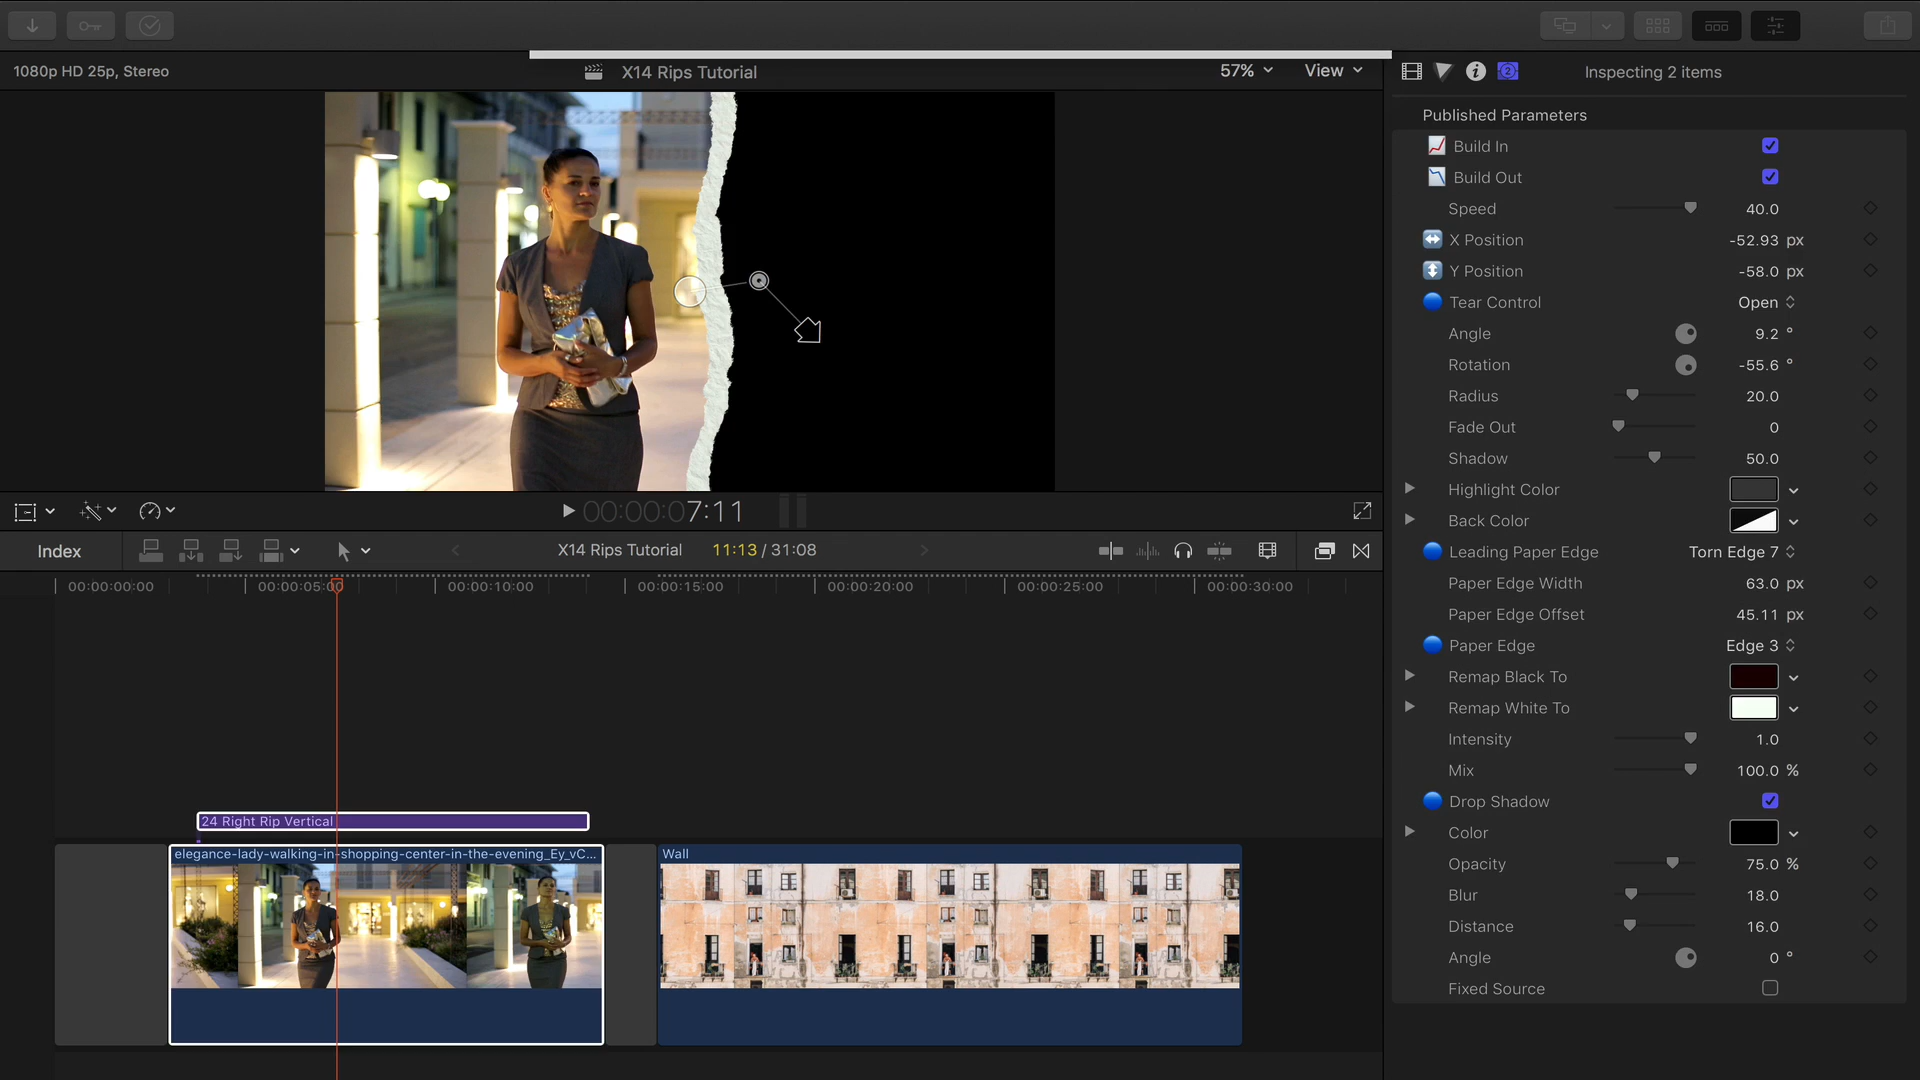 1080p HD 25p, Stereo
X14 Rips Tutorial
57%
View
Inspecting 2 items
Published Parameters
Build In
Build Out
Speed 40.0
X Position -52.93 px
Y Position -58.0 px
Tear Control Open
Angle 9.2 °
Rotation -55.6 °
Radius 20.0
Fade Out 0
Shadow 50.0
Highlight Color
Back Color
Leading Paper Edge Torn Edge 7
Paper Edge Width 63.0 px
Paper Edge Offset 45.11 px
Paper Edge Edge 3
Remap Black To
Remap White To
Intensity 1.0
Mix 100.0 %
Drop Shadow
Color
Opacity 75.0 %
Blur 18.0
Distance 16.0
Angle 0 °
Fixed Source
00:00:07:11
Index
X14 Rips Tutorial
11:13 / 31:08
00:00:00:00
00:00:05:00
00:00:10:00
00:00:15:00
00:00:20:00
00:00:25:00
00:00:30:00
24 Right Rip Vertical
elegance-lady-walking-in-shopping-center-in-the-evening_Ey_vC...
Wall